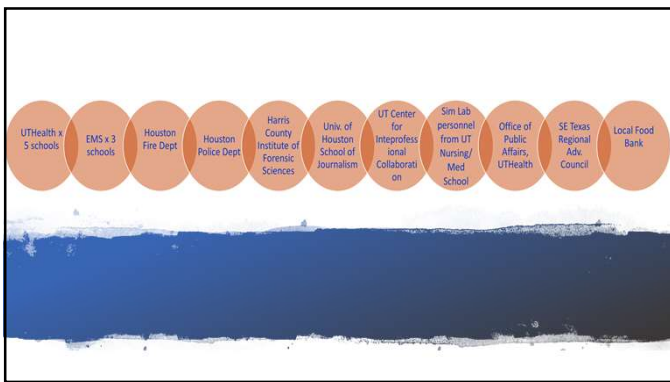 UTHealth x
5 schools
EMS x 3
schools
Houston
Fire Dept
Houston
Police Dept
Harris
County
Institute of
Forensic
Sciences
Univ. of
Houston
School of
Journalism
UT Center
for
Inteprofess
ional
Collaborati
on
Sim Lab
personnel
from UT
Nursing/
Med
School
Office of
Public
Affairs,
UTHealth
SE Texas
Regional
Adv.
Council
Local Food
Bank